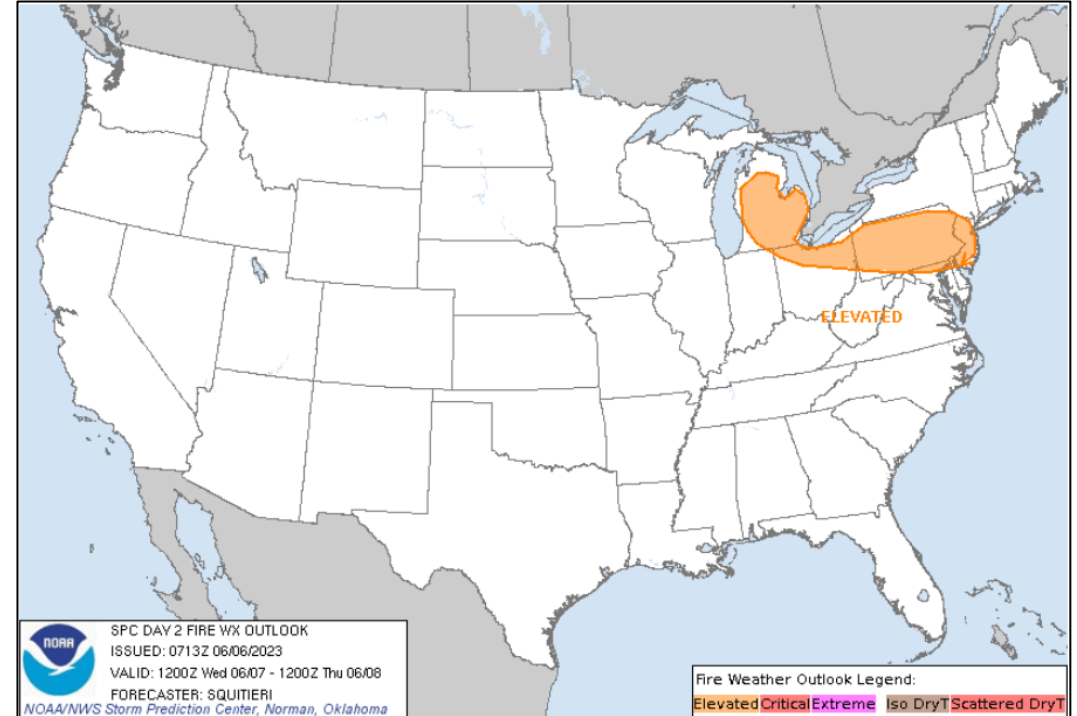 ELEVATED
NOAA
SPC DAY 2 FIRE WX OUTLOOK
ISSUED: 0713Z 06/06/2023
VALID: 1200Z Wed 06/07 - 1200Z Thu 06/08
FORECASTER: SQUITIERI
NOAA/NWS Storm Prediction Center, Norman, Oklahoma
Fire Weather Outlook Legend:
Elevated Critical Extreme Iso DryT Scattered DryT